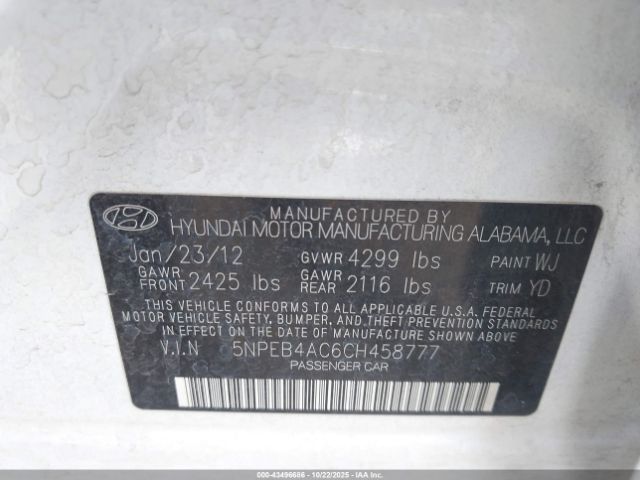 MANUFACTURED BY
HYUNDAI MOTOR MANUFACTURING ALABAMA, LLC
Jan/23/12 GVWR 4299 lbs PAINT WJ
GAWR FRONT 2425 lbs GAWR REAR 2116 lbs TRIM YD
THIS VEHICLE CONFORMS TO ALL APPLICABLE U.S.A. FEDERAL
MOTOR VEHICLE SAFETY, BUMPER, AND THEFT PREVENTION STANDARDS
IN EFFECT ON THE DATE OF MANUFACTURE SHOWN ABOVE
V.I.N 5NPEB4AC6CH458777
PASSENGER CAR
000-43496686 - 10/22/2025 - IAAI.COM